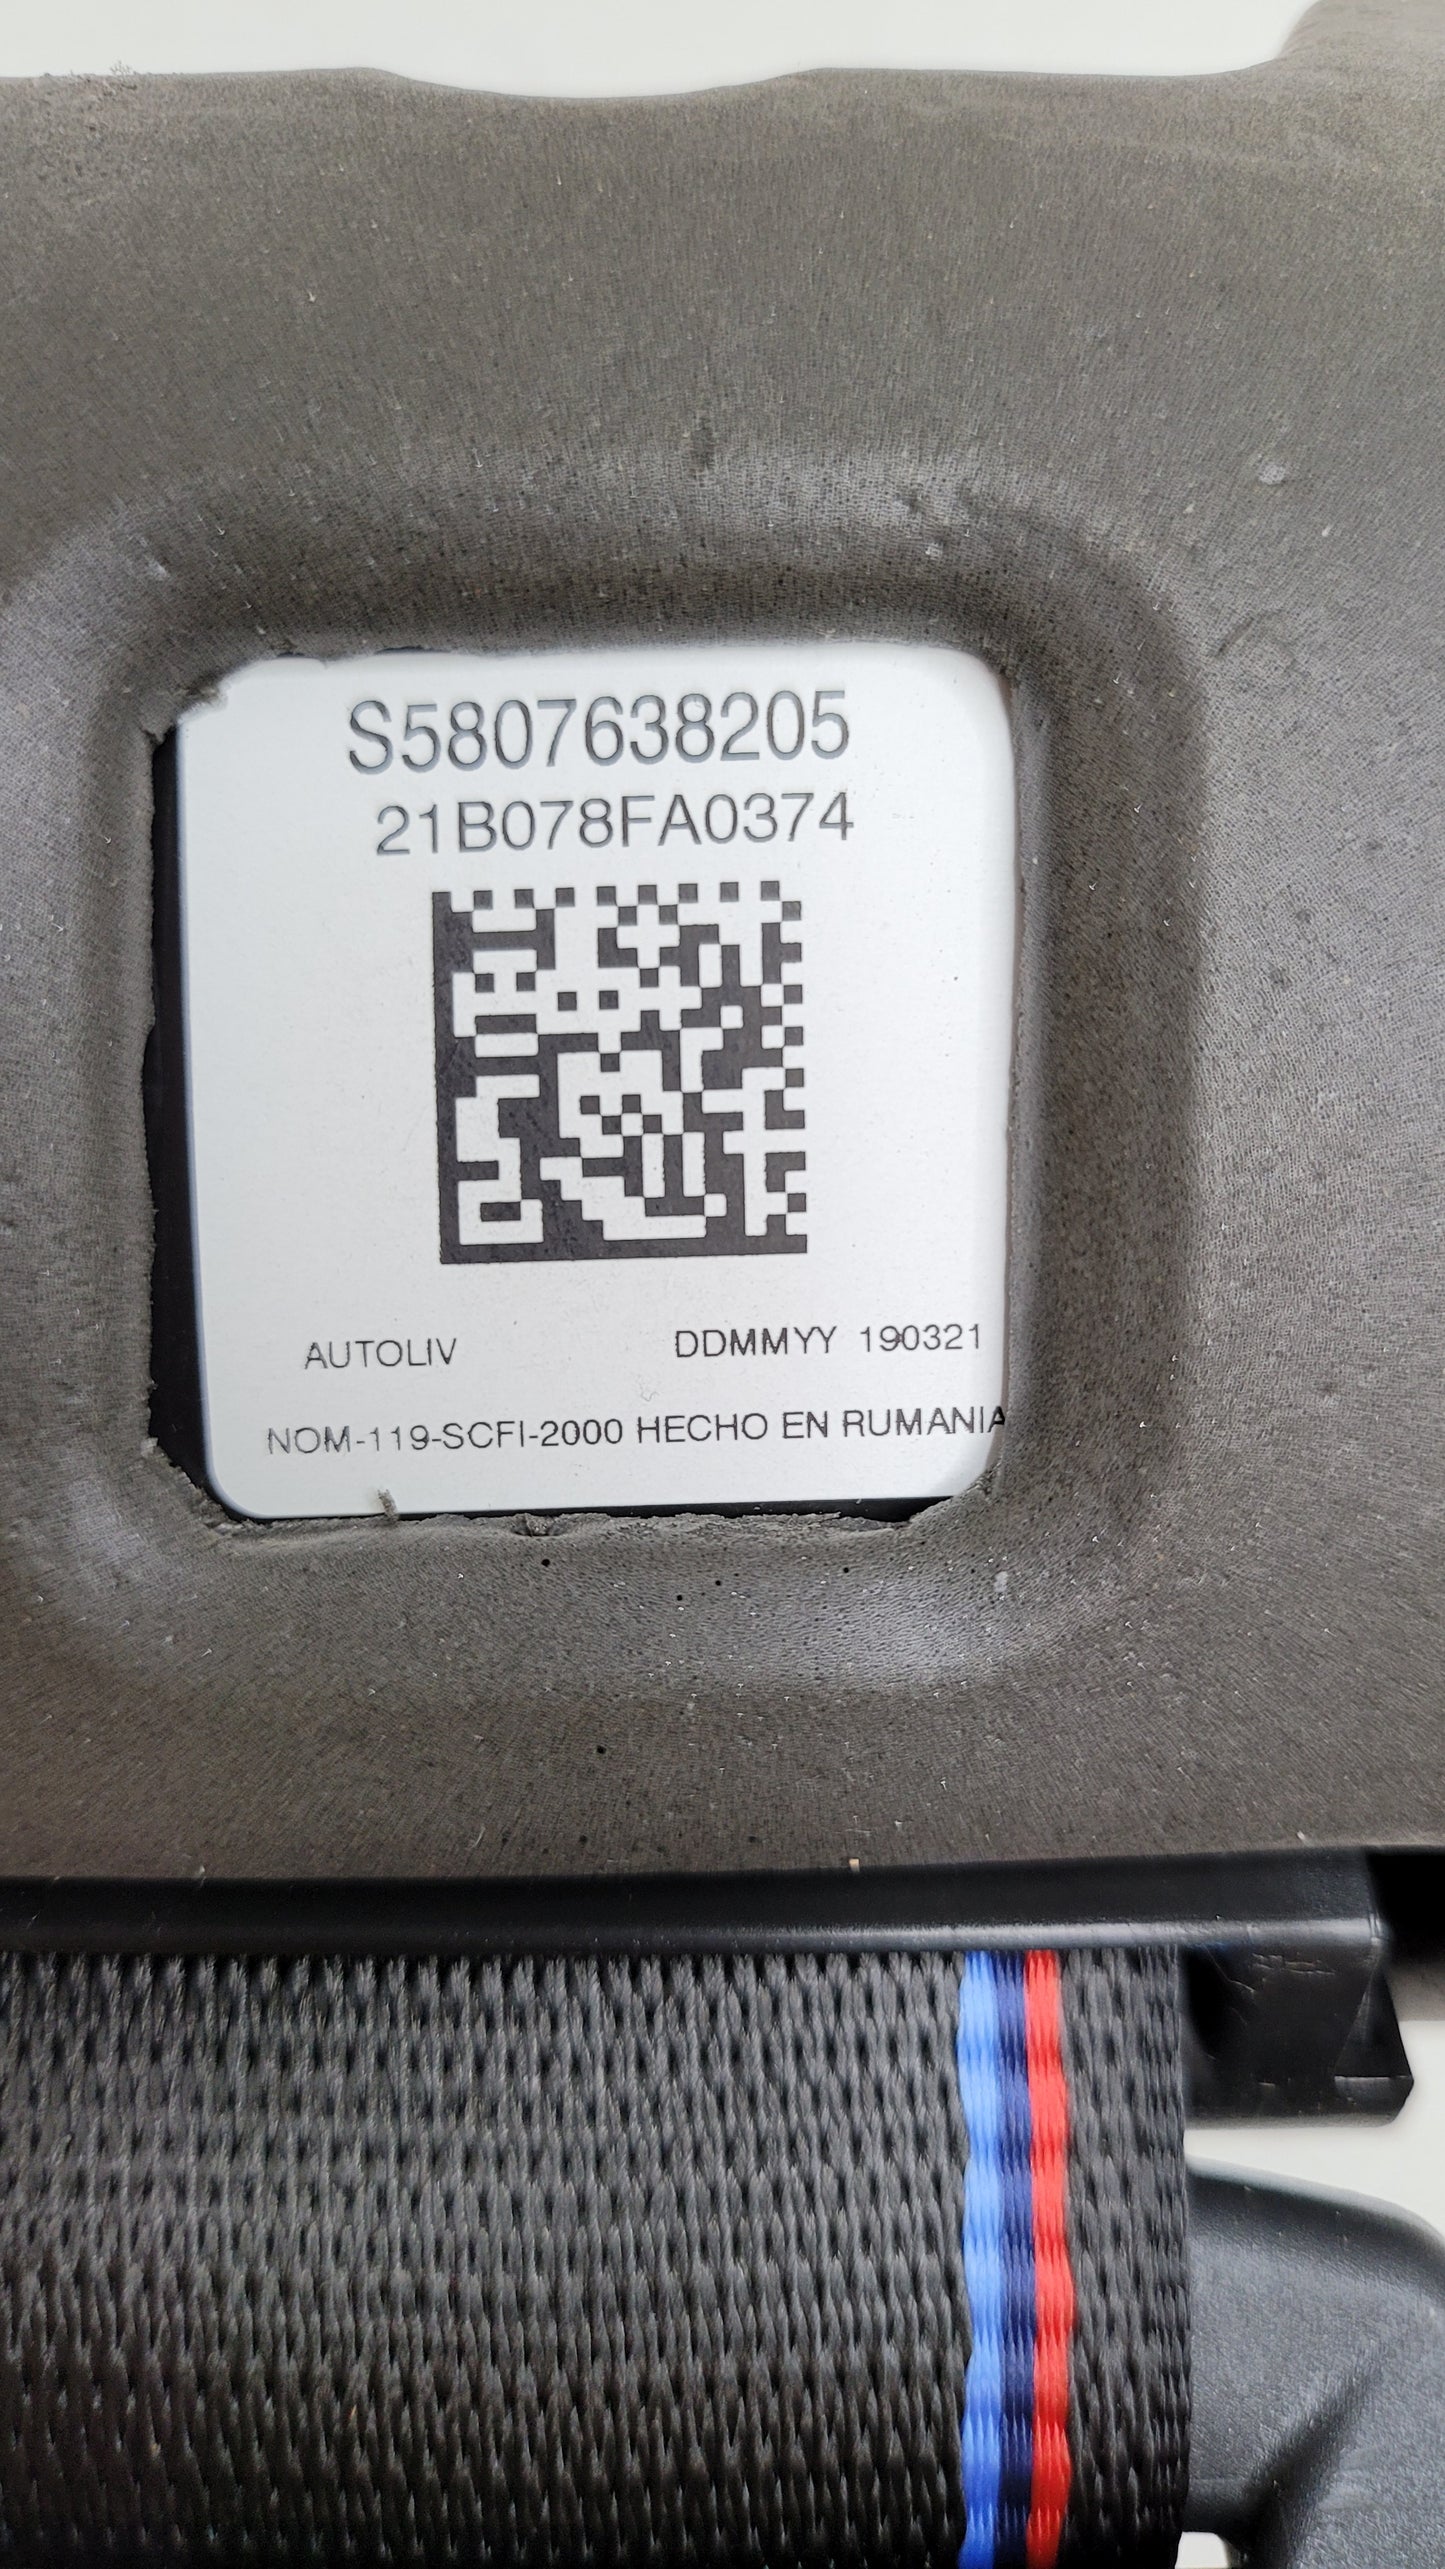 S5807638205
21B078FA0374
AUTOLIV DDMMYY 190321
NOM-119-SCFI-2000 HECHO EN RUMANIA